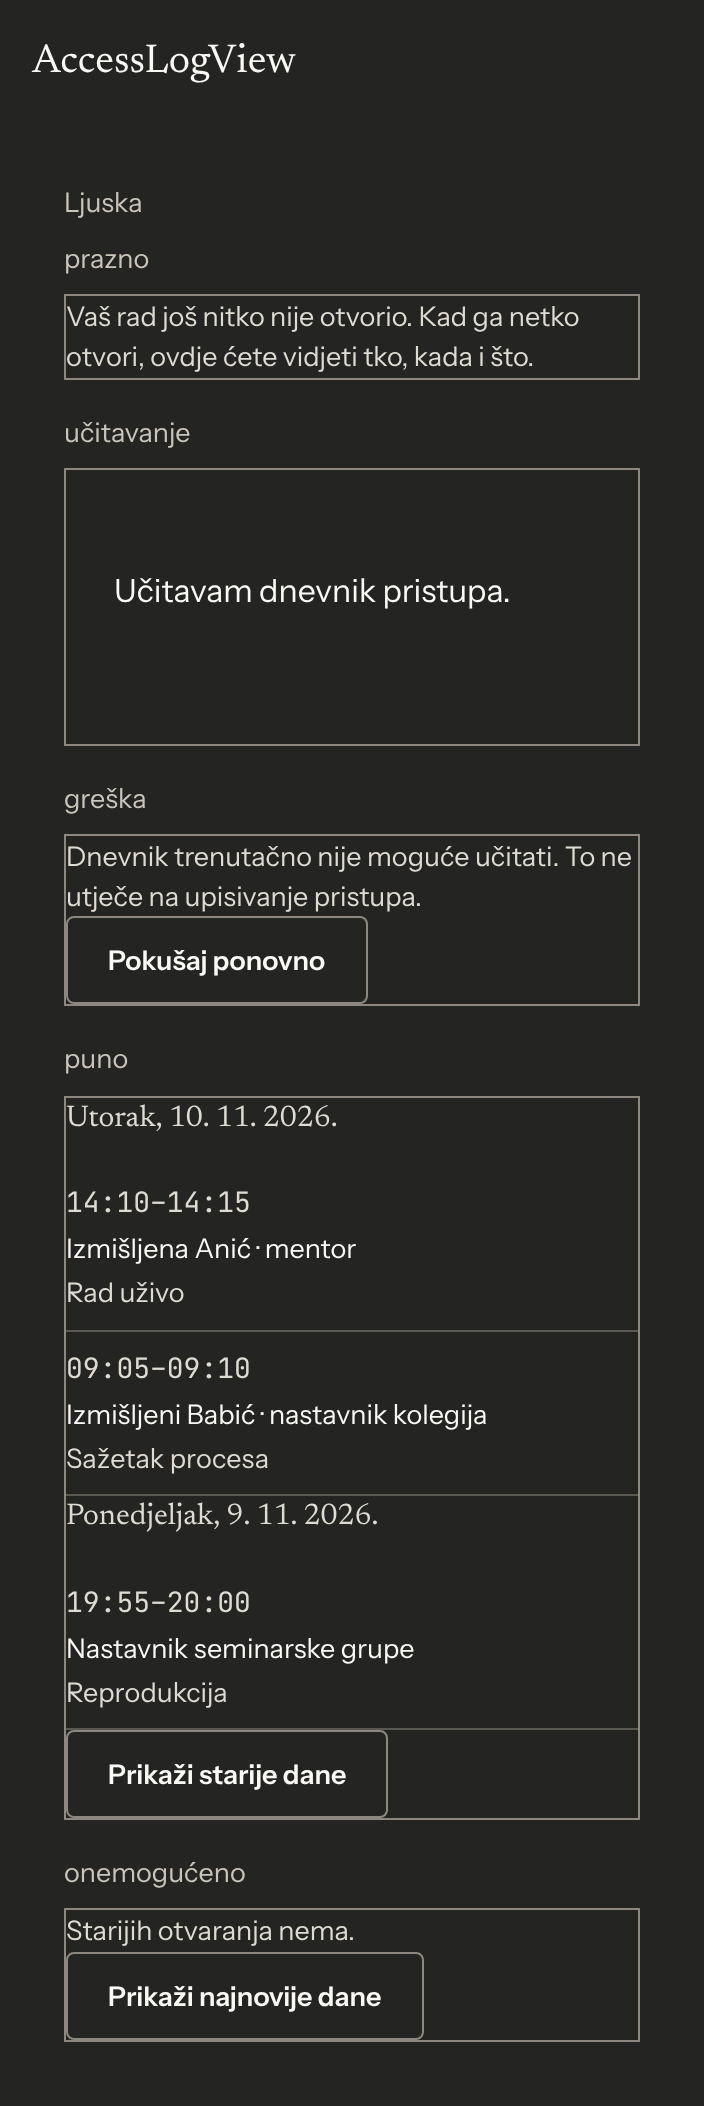 AccessLogView
Ljuska
prazno
Vaš rad još nitko nije otvorio. Kad ga netko
otvori, ovdje ćete vidjeti tko, kada i što.
učitavanje
Učitavam dnevnik pristupa.
greška
Dnevnik trenutačno nije moguće učitati. To ne
utječe na upisivanje pristupa.
Pokušaj ponovno
puno
Utorak, 10. 11. 2026.
14:10–14:15
Izmišljena Anić · mentor
Rad uživo
09:05–09:10
Izmišljeni Babić · nastavnik kolegija
Sažetak procesa
Ponedjeljak, 9. 11. 2026.
19:55–20:00
Nastavnik seminarske grupe
Reprodukcija
Prikaži starije dane
onemogućeno
Starijih otvaranja nema.
Prikaži najnovije dane